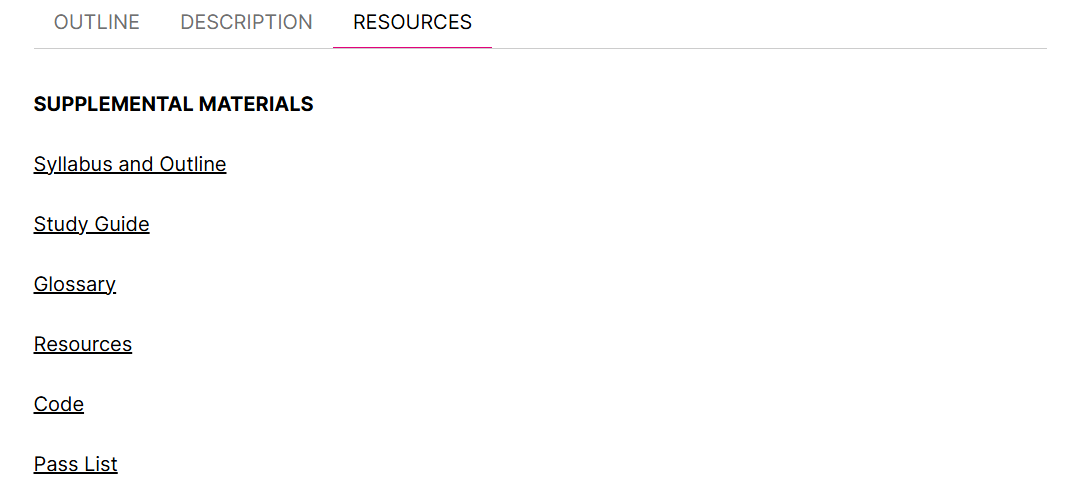 OUTLINE DESCRIPTION RESOURCES
SUPPLEMENTAL MATERIALS
Syllabus and Outline
Study Guide
Glossary
Resources
Code
Pass List